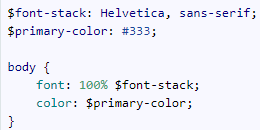 $font-stack: Helvetica, sans-serif;
$primary-color: #333;

body {
    font: 100% $font-stack;
    color: $primary-color;
}